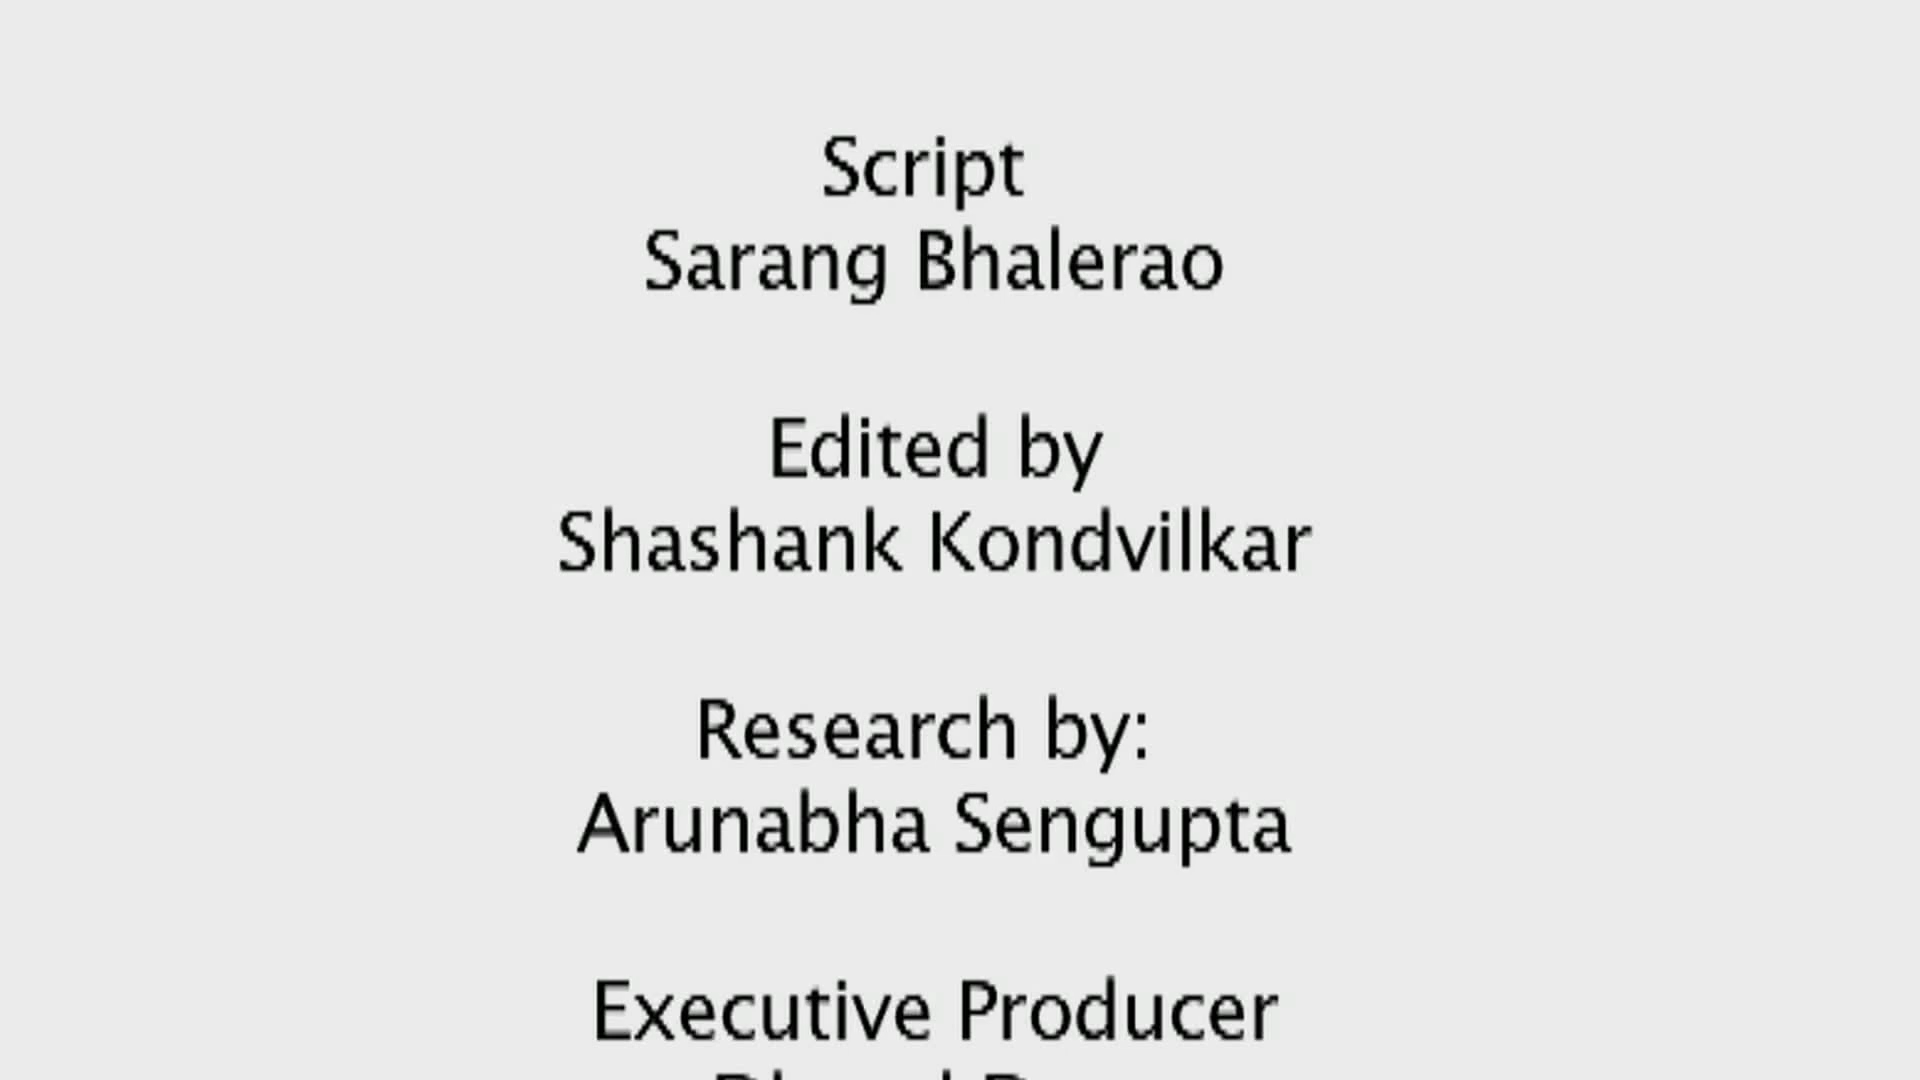 Script
Sarang Bhalerao
Edited by
Shashank Kondvilkar
Research by:
Arunabha Sengupta
Executive Producer